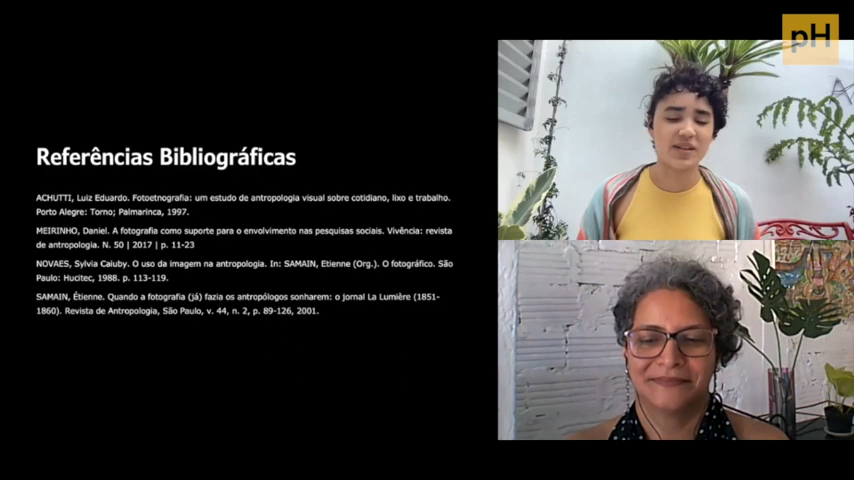 pH
Referências Bibliográficas
ACHUTTI, Luiz Eduardo. Fotoetnografia: um estudo de antropologia visual sobre cotidiano, lixo e trabalho.
Porto Alegre: Torno; Palmarinca, 1997.
MEIRINHO, Daniel. A fotografia como suporte para o envolvimento nas pesquisas sociais. Vivência: revista
de antropologia. N. 50 | 2017 | p. 11-23
NOVAES, Sylvia Caiuby. O uso da imagem na antropologia. In: SAMAIN, Etienne (Org.). O fotográfico. São
Paulo: Hucitec, 1988. p. 113-119.
SAMAIN, Étienne. Quando a fotografia (já) fazia os antropólogos sonharem: o jornal La Lumière (1851-
1860). Revista de Antropologia, São Paulo, v. 44, n. 2, p. 89-126, 2001.